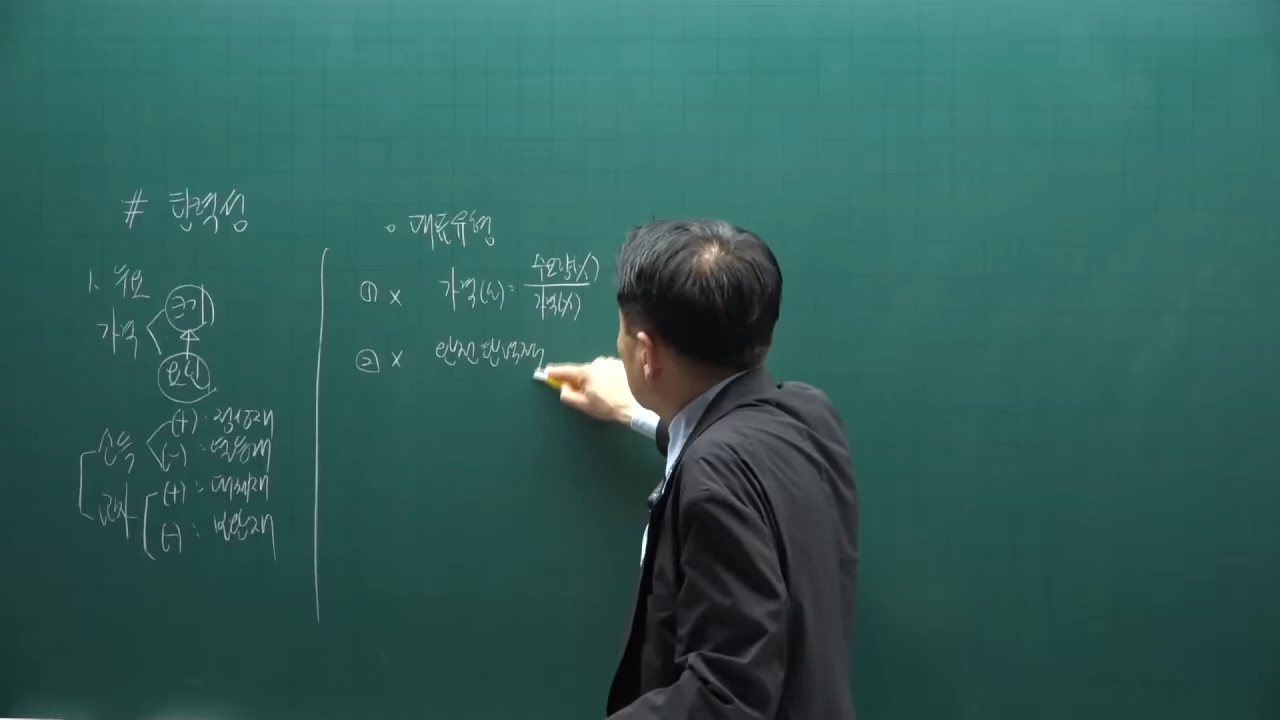 # 탄력성
1. 수요
가격
크기
요인
소득
(+) : 정상재
(-) : 열등재
교차
(+) : 대체재
(-) : 보완재
◦ 대표유형
① x 가격(수) = 수요량(%) / 가격(%)
② x 완전탄력적